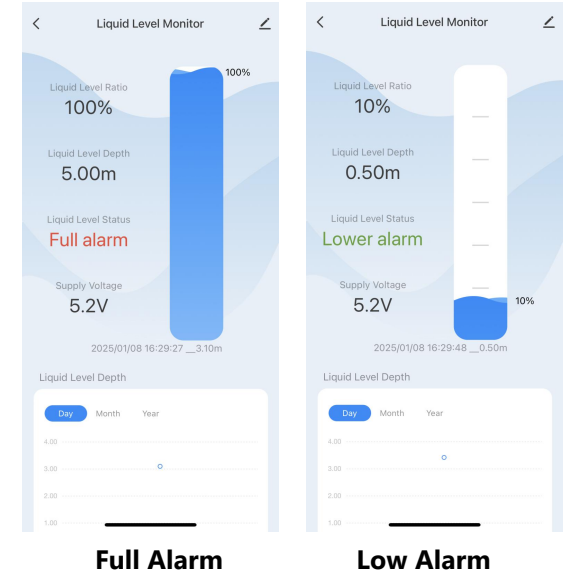 Liquid Level Monitor
100%
Liquid Level Ratio
100%
Liquid Level Depth
5.00m
Liquid Level Status
Full alarm
Supply Voltage
5.2V
2025/01/08 16:29:27 __3.10m
Liquid Level Depth
Day Month Year
4.00
3.00
2.00
1.00
Full Alarm
Liquid Level Monitor
Liquid Level Ratio
10%
Liquid Level Depth
0.50m
Liquid Level Status
Lower alarm
Supply Voltage
5.2V
10%
2025/01/08 16:29:48 __0.50m
Liquid Level Depth
Day Month Year
4.00
3.00
2.00
1.00
Low Alarm